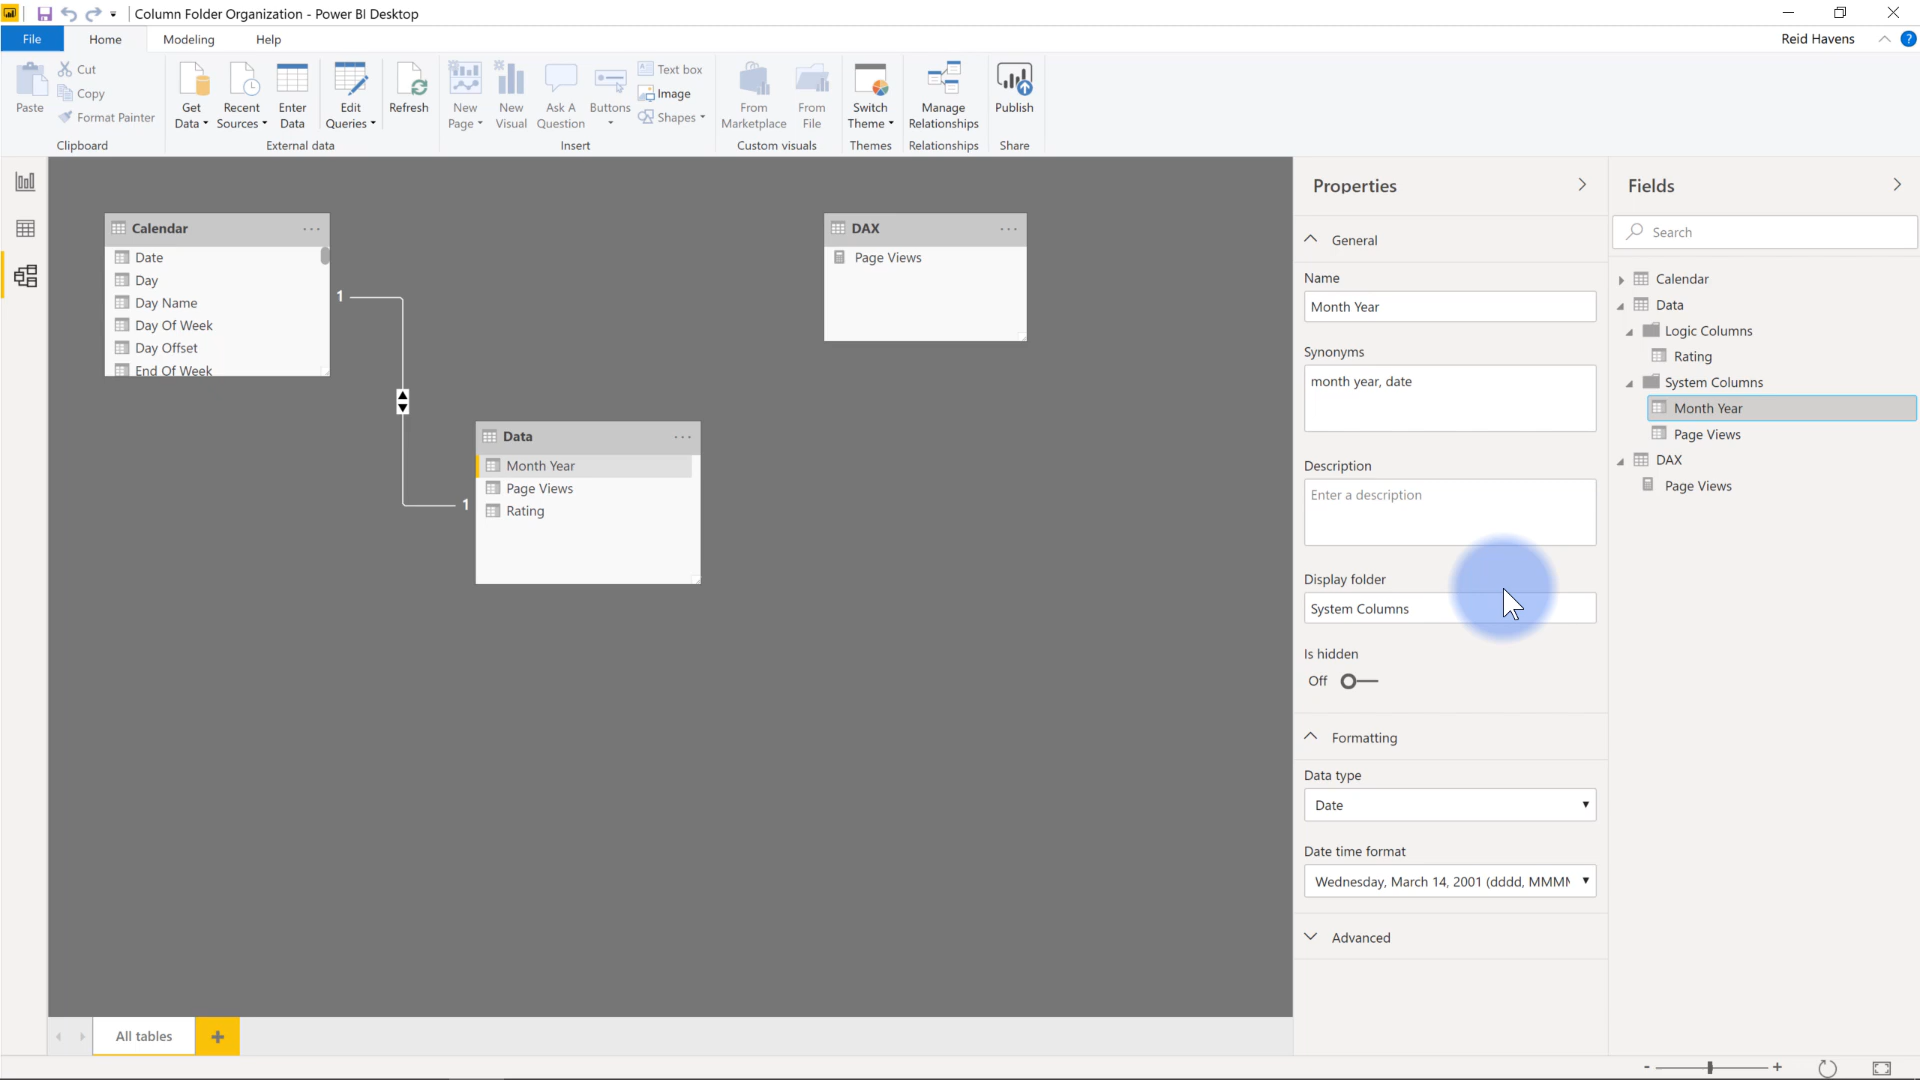 Column Folder Organization - Power BI Desktop
File Home Modeling Help
Reid Havens
?
Paste
Cut
Copy
Format Painter
Clipboard
Get Data
Recent Sources
Enter Data
Edit Queries
Refresh
External data
New Page
New Visual
Ask A Question
Buttons
Text box
Image
Shapes
Insert
From Marketplace
From File
Custom visuals
Switch Theme
Themes
Manage Relationships
Relationships
Publish
Share
Calendar
Date
Day
Day Name
Day Of Week
Day Offset
End Of Week
1
1
Data
Month Year
Page Views
Rating
DAX
Page Views
Properties
General
Name
Month Year
Synonyms
month year, date
Description
Enter a description
Display folder
System Columns
Is hidden
Off
Formatting
Data type
Date
Date time format
Wednesday, March 14, 2001 (dddd, MMMM
Advanced
Fields
Search
Calendar
Data
Logic Columns
Rating
System Columns
Month Year
Page Views
DAX
Page Views
All tables
+
- +